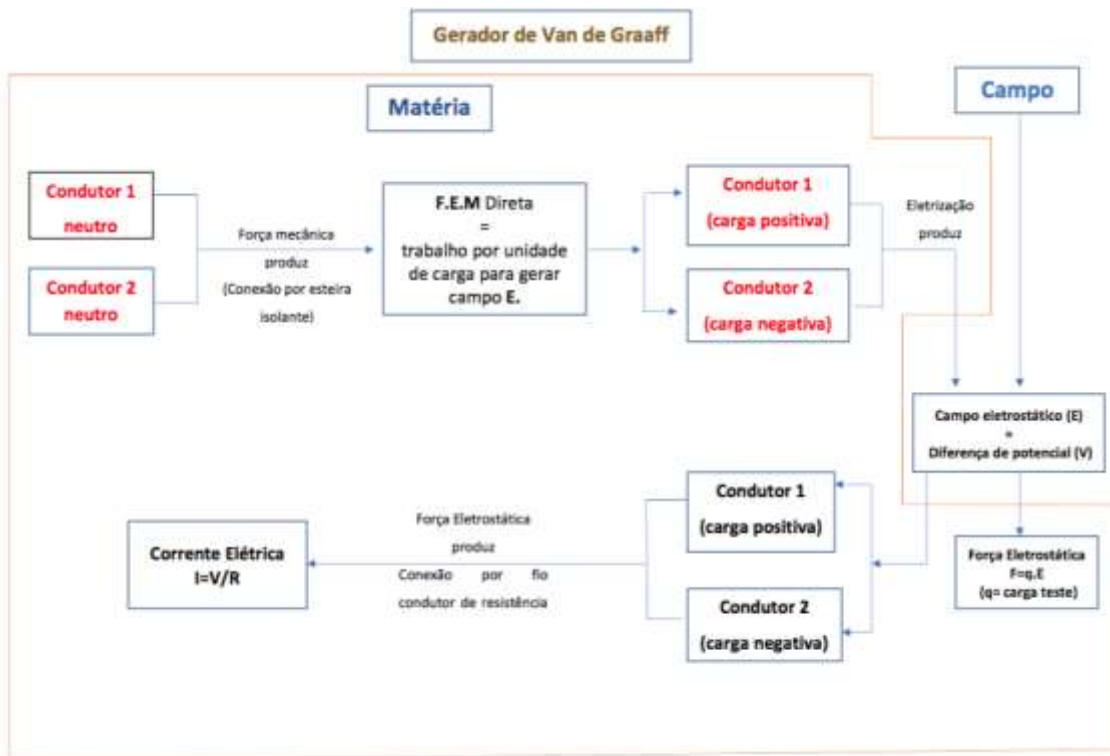 Gerador de Van de Graaff
Matéria
Campo
Condutor 1
neutro
Condutor 2
neutro
Força mecânica
produz
(Conexão por esteira
isolante)
F.E.M Direta
=
trabalho por unidade
de carga para gerar
campo E.
Condutor 1
(carga positiva)
Condutor 2
(carga negativa)
Eletrização
produz
Campo eletrostático (E)
Diferença de potencial (V)
Força Eletrostática
F=q.E
(q= carga teste)
Condutor 1
(carga positiva)
Condutor 2
(carga negativa)
Força Eletrostática
produz
Conexão por fio
condutor de resistência
Corrente Elétrica
I=V/R